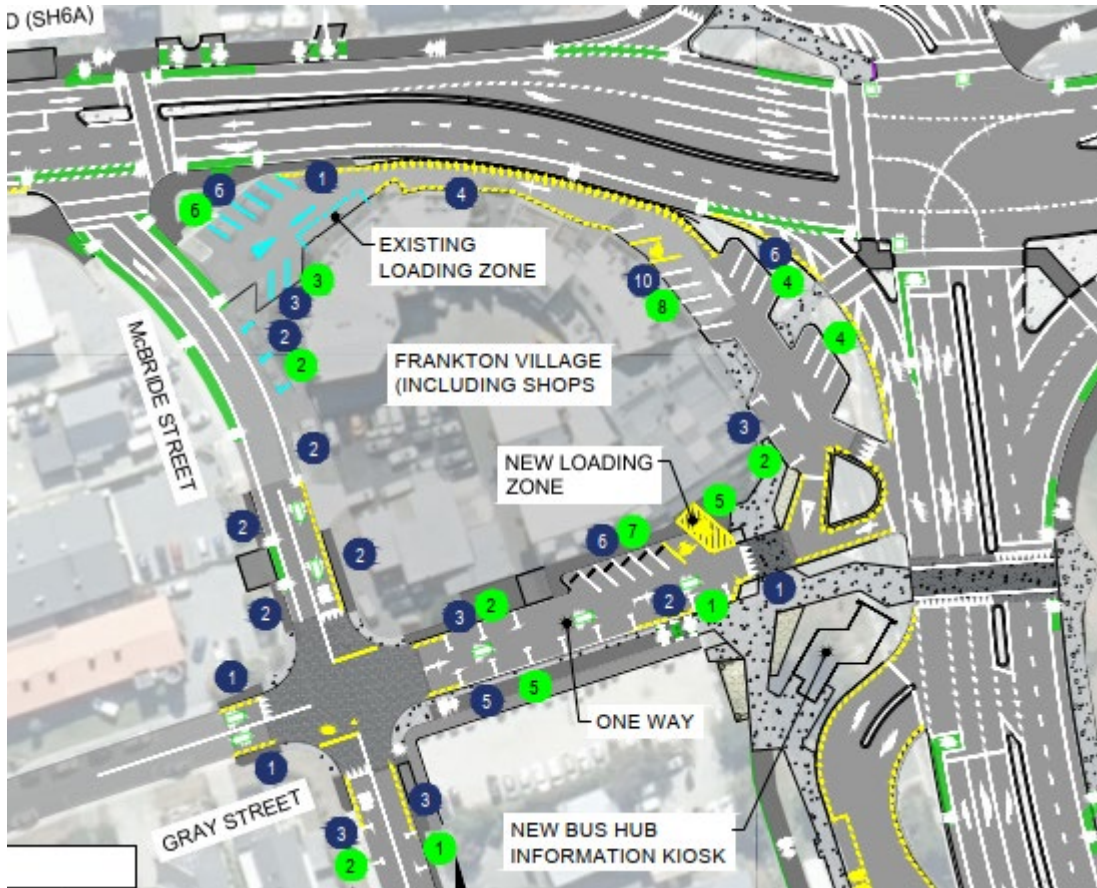 D (SH6A)
1
6
4
6
EXISTING
LOADING ZONE
6
4
10
3
3
8
2
2
4
FRANKTON VILLAGE
(INCLUDING SHOPS
McBRIDE STREET
3
2
2
NEW LOADING
ZONE
5
2
6
7
2
2
3
2
2
1
1
1
5
5
ONE WAY
1
3
GRAY STREET
3
2
1
NEW BUS HUB
INFORMATION KIOSK